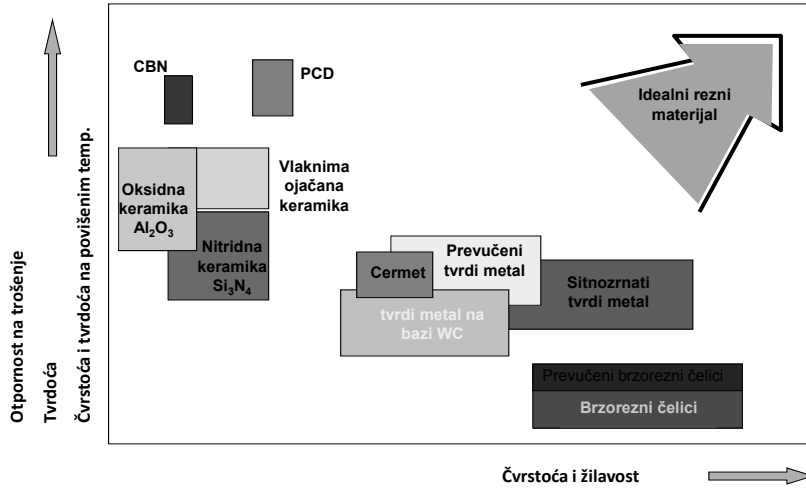 CBN
PCD
Idealni rezni
materijal
Oksidna
keramika
Al₂O₃
Vlaknima
ojačana
keramika
Nitridna
keramika
Si₃N₄
Cermet
Prevučeni
tvrdi metal
Sitnozrnati
tvrdi metal
tvrdi metal na
bazi WC
Prevučeni brzorezni čelici
Brzorezni čelici
Otpornost na trošenje
Tvrdoća
Čvrstoća i tvrdoća na povišenim temp.
Čvrstoća i žilavost